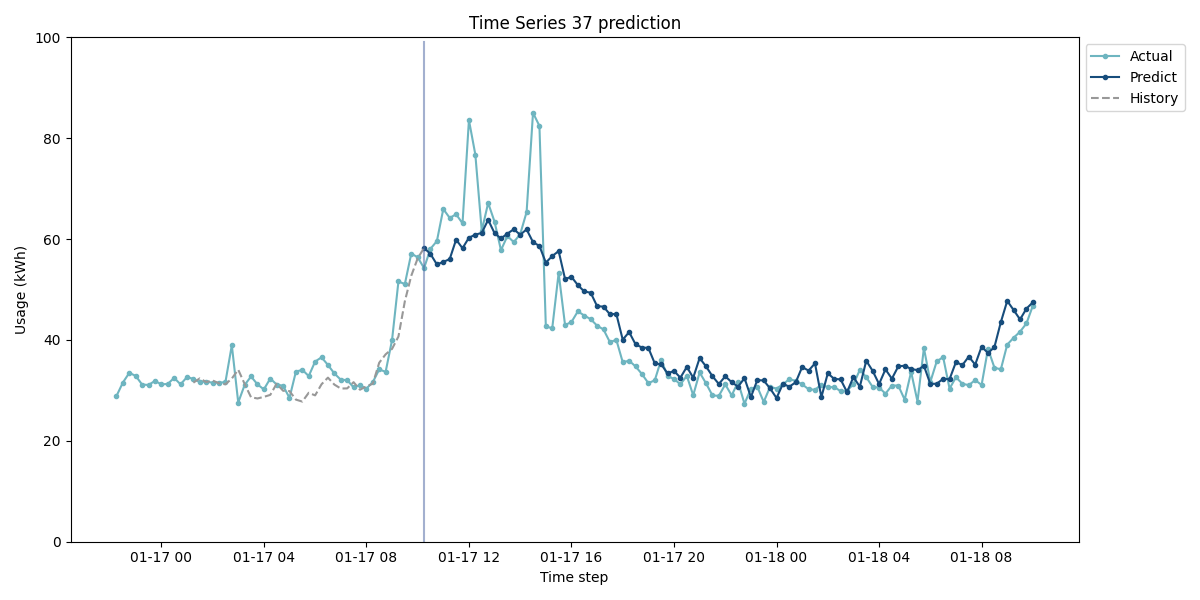 Time Series 37 prediction
Usage (kWh)
100
80
60
40
20
0
01-17 00
01-17 04
01-17 08
01-17 12
01-17 16
01-17 20
01-18 00
01-18 04
01-18 08
Time step
Actual
Predict
History